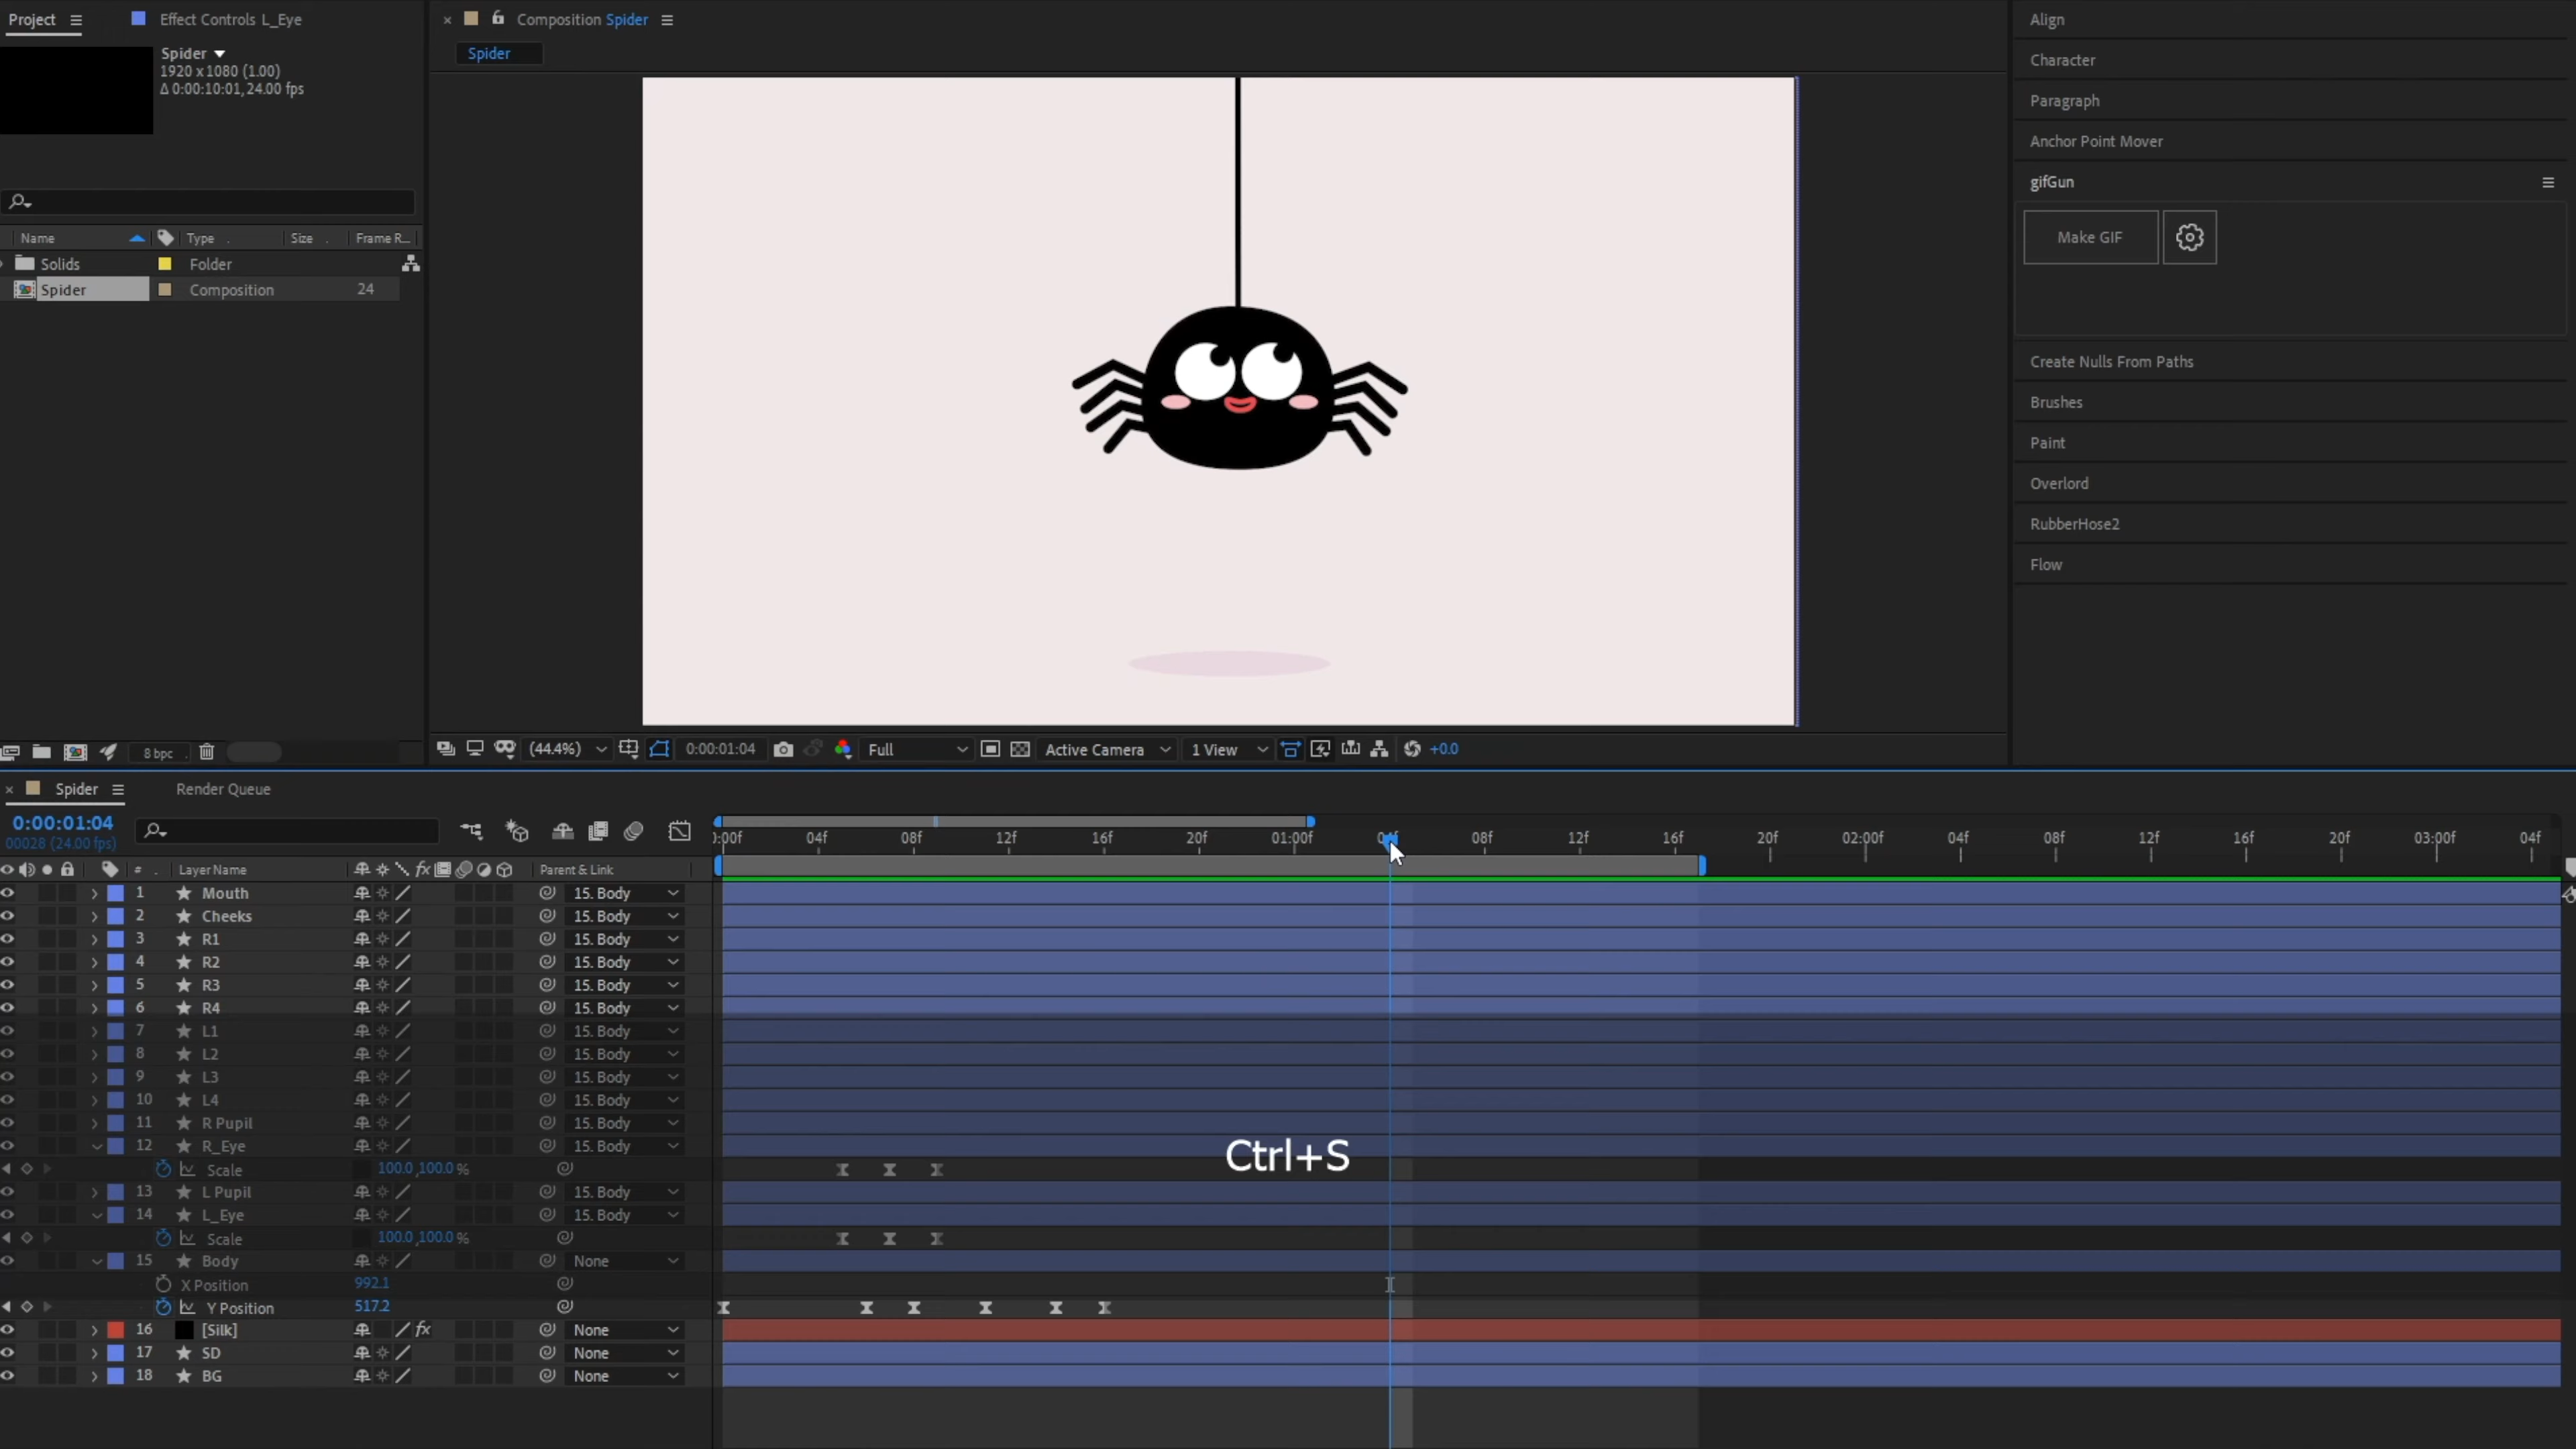 Project
Effect Controls L_Eye
Spider
1920 x 1080 (1.00)
Δ 0:00:10:01, 24.00 fps
Name Type Size Frame R...
Solids Folder
Spider Composition 24
8 bpc
Composition Spider
Spider
(44.4%) 0:00:01:04 Full Active Camera 1 View +0.0
Align
Character
Paragraph
Anchor Point Mover
gifGun
Make GIF
Create Nulls From Paths
Brushes
Paint
Overlord
RubberHose2
Flow
Spider Render Queue
0:00:01:04
00028 (24.00 fps)
):00f 04f 08f 12f 16f 20f 01:00f 04f 08f 12f 16f 20f 02:00f 04f 08f 12f 16f 20f 03:00f 04f
# Layer Name fx Parent & Link
1 Mouth 15. Body
2 Cheeks 15. Body
3 R1 15. Body
4 R2 15. Body
5 R3 15. Body
6 R4 15. Body
7 L1 15. Body
8 L2 15. Body
9 L3 15. Body
10 L4 15. Body
11 R Pupil 15. Body
12 R_Eye 15. Body
Scale 100.0,100.0 %
13 L Pupil 15. Body
14 L_Eye 15. Body
Scale 100.0,100.0 %
15 Body None
X Position 992.1
Y Position 517.2
16 [Silk] fx None
17 SD None
18 BG None
Ctrl+S